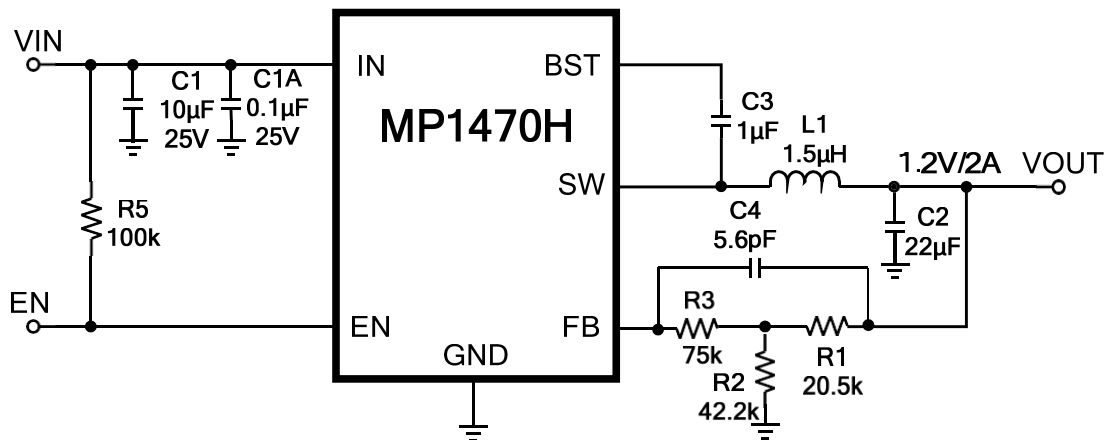 VIN
C1
10µF
25V
C1A
0.1µF
25V
IN
BST
MP1470H
C3
1µF
L1
1.5µH
1.2V/2A
VOUT
SW
R5
100k
C4
5.6pF
C2
22µF
EN
EN
FB
R3
75k
GND
R1
20.5k
R2
42.2k